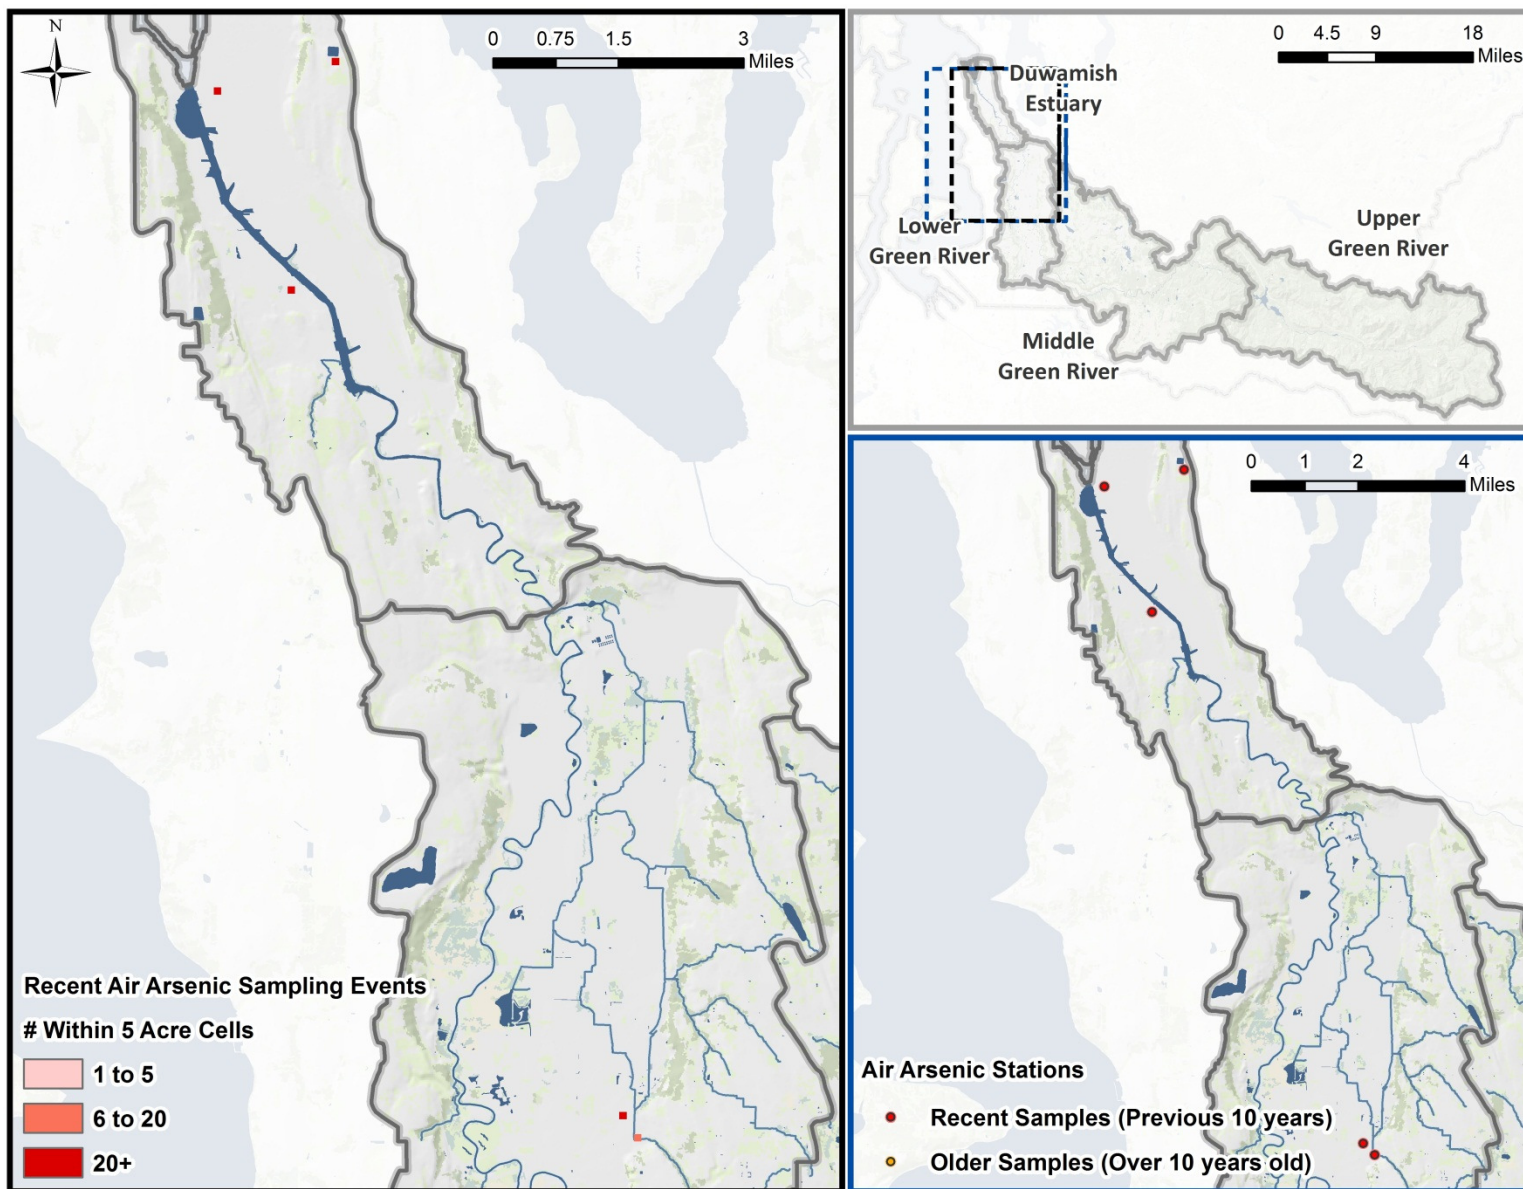 N
0 0.75 1.5 3
Miles
Recent Air Arsenic Sampling Events
# Within 5 Acre Cells
1 to 5
6 to 20
20+
0 4.5 9 18
Miles
Duwamish
Estuary
Lower
Green River
Upper
Green River
Middle
Green River
0 1 2 4
Miles
Air Arsenic Stations
Recent Samples (Previous 10 years)
Older Samples (Over 10 years old)